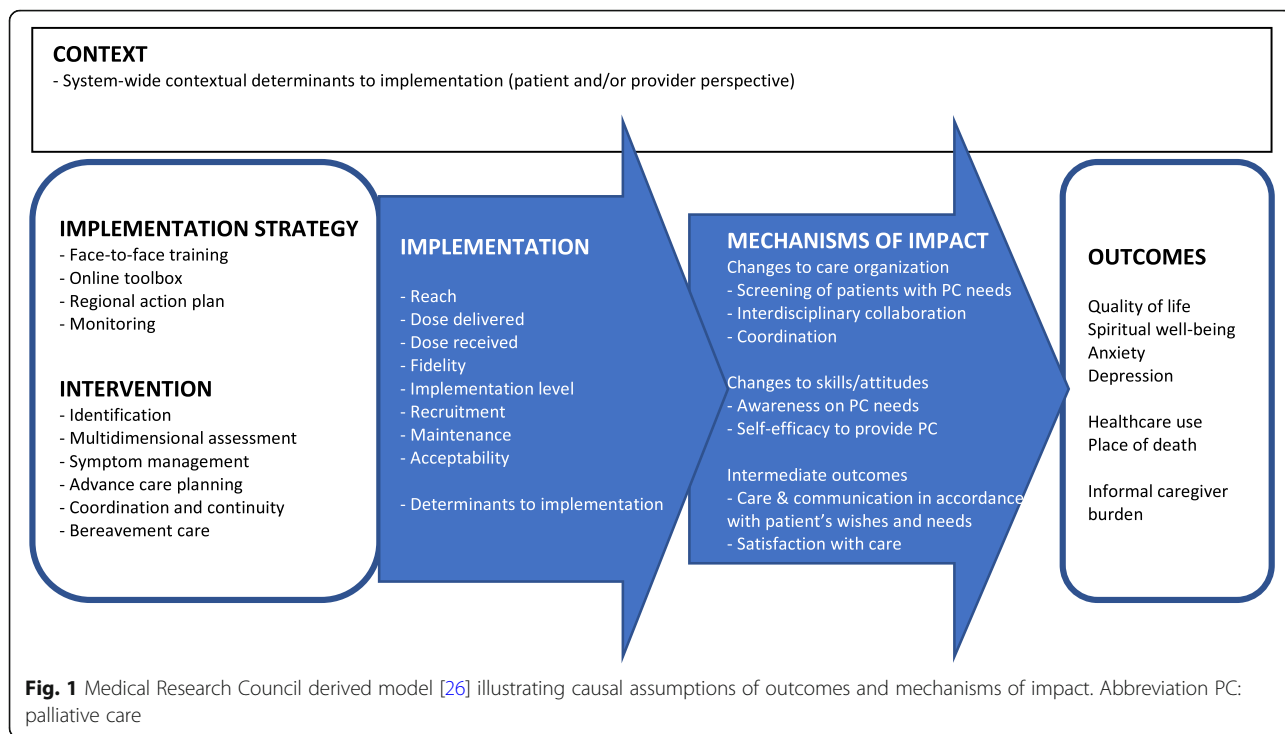 CONTEXT
- System-wide contextual determinants to implementation (patient and/or provider perspective)
IMPLEMENTATION STRATEGY
- Face-to-face training
- Online toolbox
- Regional action plan
- Monitoring
INTERVENTION
- Identification
- Multidimensional assessment
- Symptom management
- Advance care planning
- Coordination and continuity
- Bereavement care
IMPLEMENTATION
- Reach
- Dose delivered
- Dose received
- Fidelity
- Implementation level
- Recruitment
- Maintenance
- Acceptability
- Determinants to implementation
MECHANISMS OF IMPACT
Changes to care organization
- Screening of patients with PC needs
- Interdisciplinary collaboration
- Coordination
Changes to skills/attitudes
- Awareness on PC needs
- Self-efficacy to provide PC
Intermediate outcomes
- Care & communication in accordance
with patient's wishes and needs
- Satisfaction with care
OUTCOMES
Quality of life
Spiritual well-being
Anxiety
Depression
Healthcare use
Place of death
Informal caregiver
burden
Fig. 1 Medical Research Council derived model [26] illustrating causal assumptions of outcomes and mechanisms of impact. Abbreviation PC:
palliative care